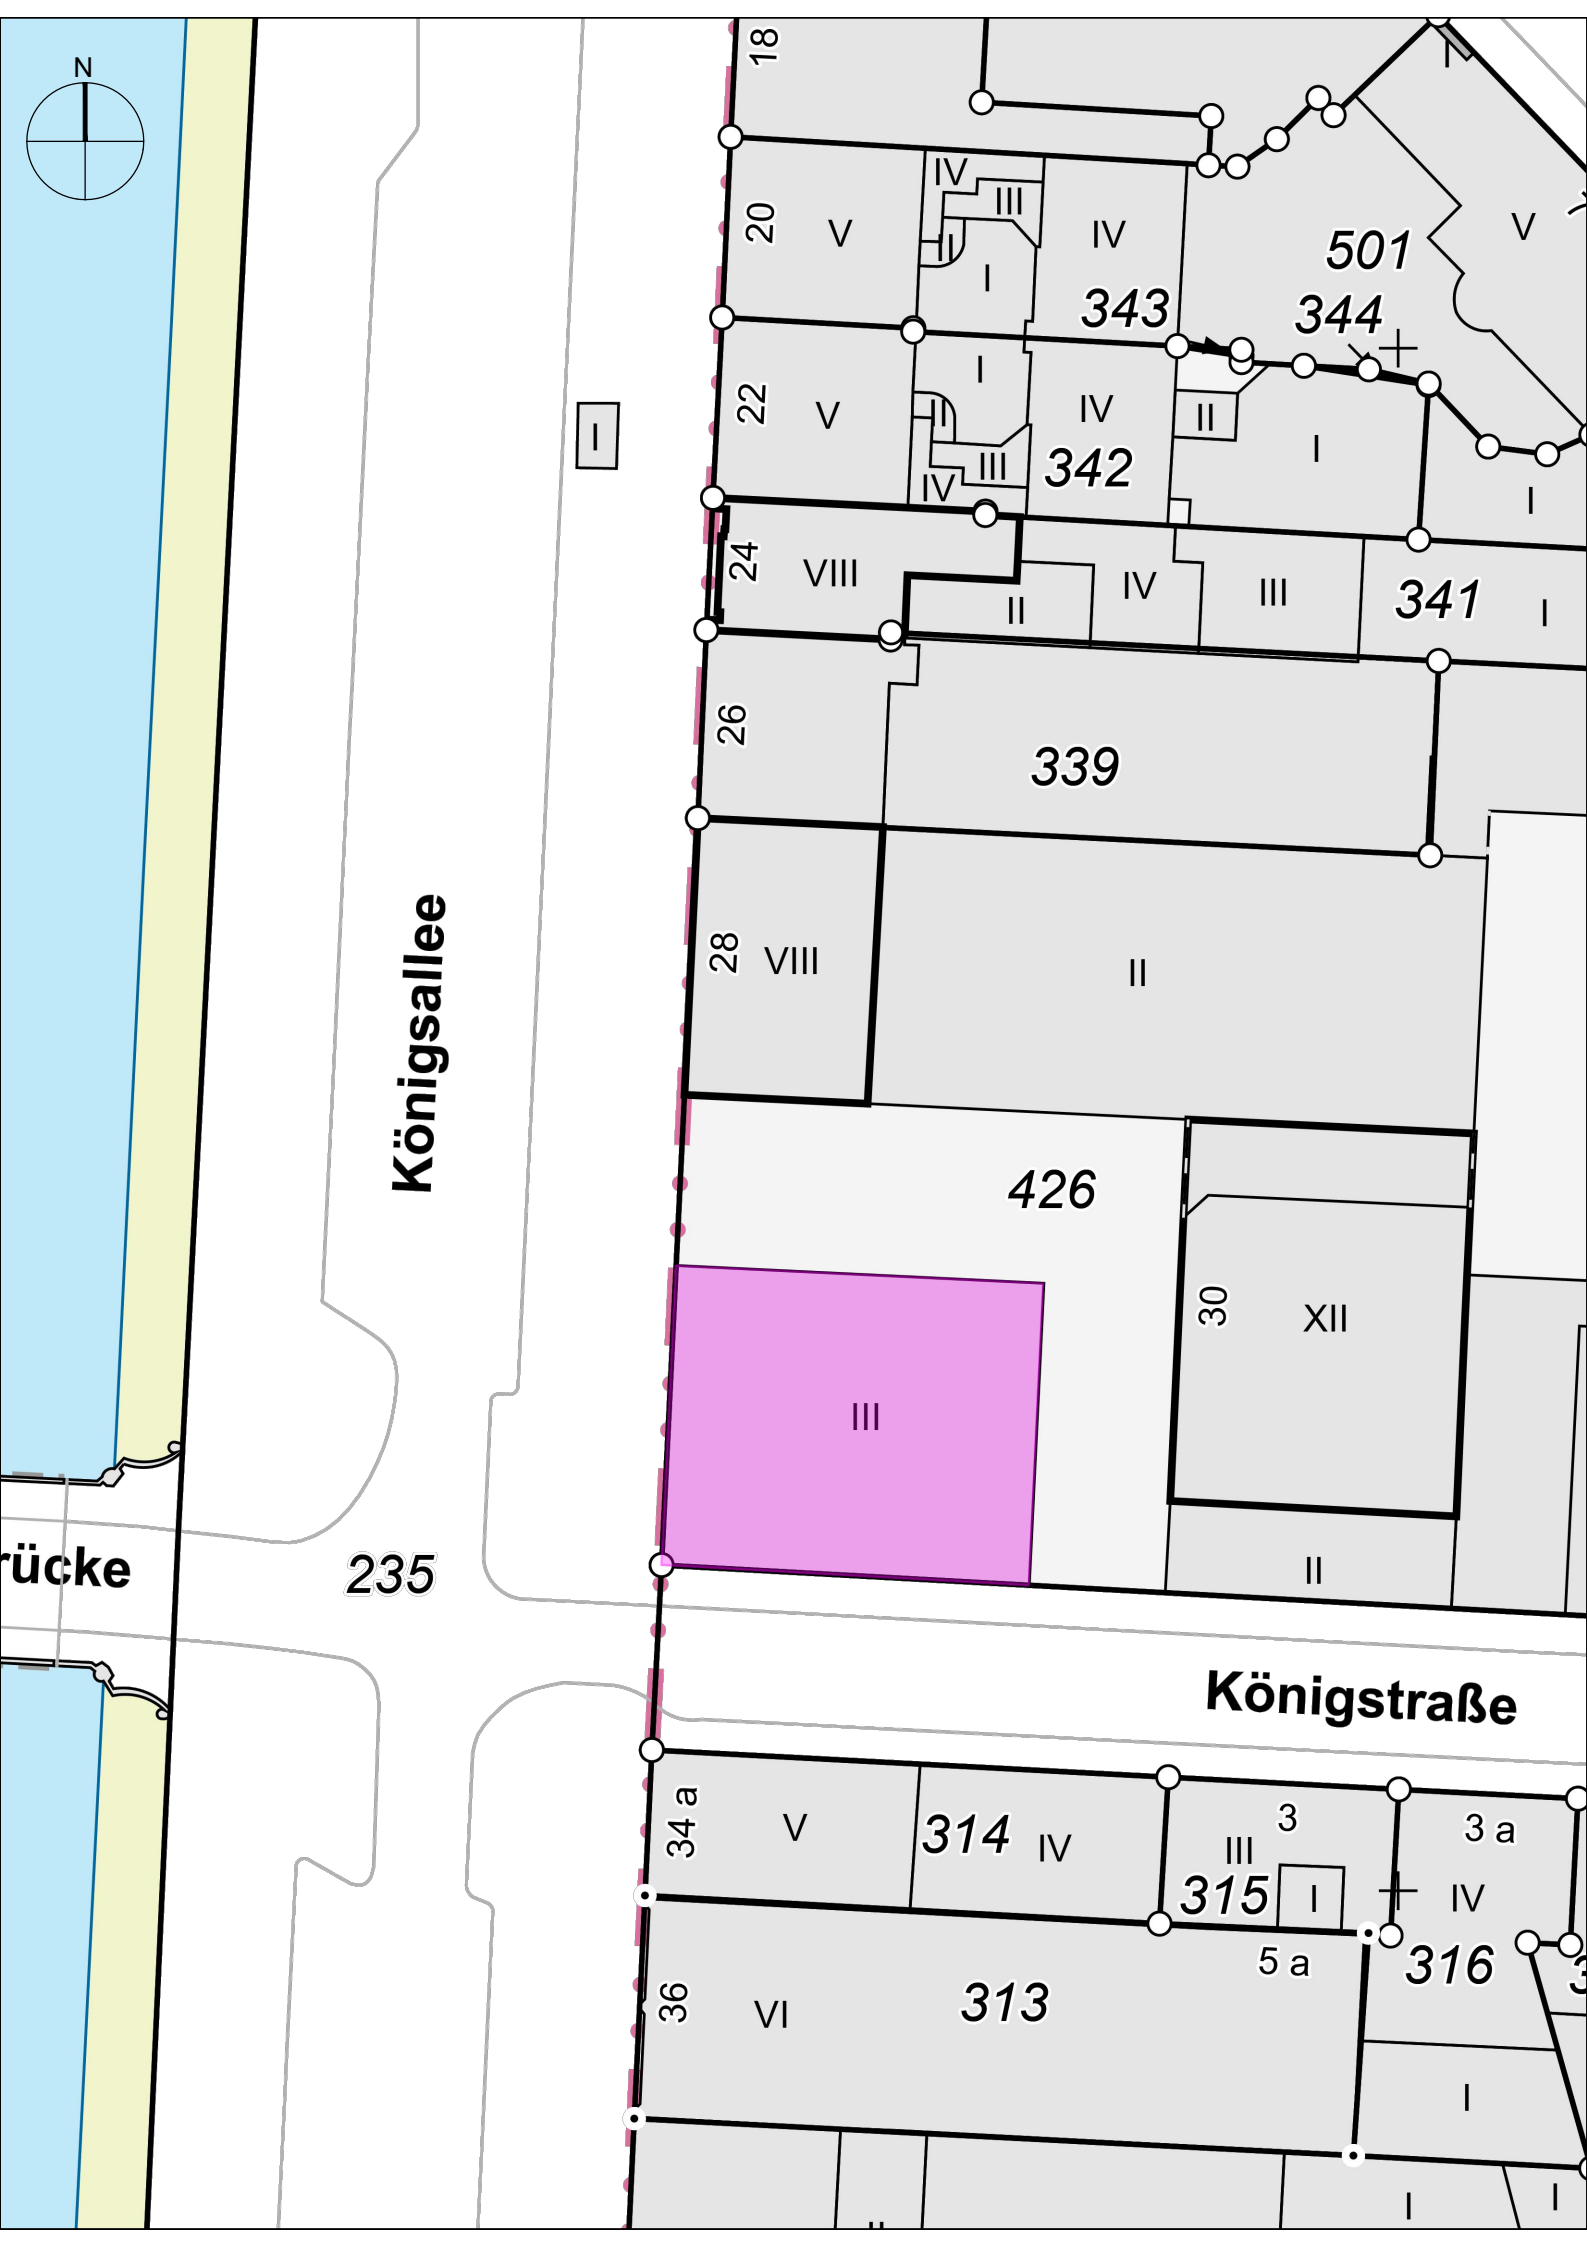 N
18
I
20
V
IV
III
II
I
IV
343
501
344
V
22
V
I
II
III
IV
IV
342
II
I
I
I
24
VIII
II
IV
III
341
I
26
339
28
VIII
II
Königsallee
426
30
XII
III
II
rücke
235
Königstraße
34 a
V
314
IV
3
III
315
I
3 a
IV
316
5 a
36
VI
313
I
I
I